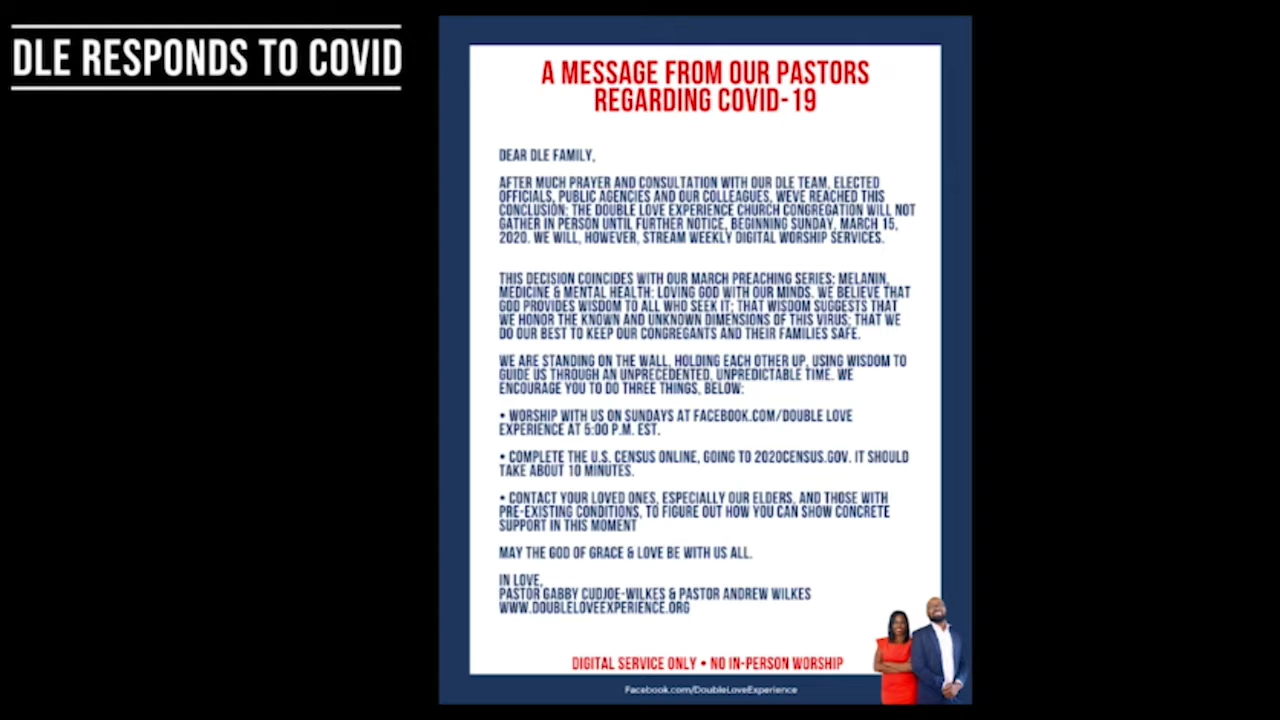 DLE RESPONDS TO COVID
A MESSAGE FROM OUR PASTORS
REGARDING COVID-19
DEAR DLE FAMILY,
AFTER MUCH PRAYER AND CONSULTATION WITH OUR DLE TEAM, ELECTED
OFFICIALS, PUBLIC AGENCIES AND OUR COLLEAGUES, WEVE REACHED THIS
CONCLUSION: THE DOUBLE LOVE EXPERIENCE CHURCH CONGREGATION WILL NOT
GATHER IN PERSON UNTIL FURTHER NOTICE, BEGINNING SUNDAY, MARCH 15,
2020. WE WILL, HOWEVER, STREAM WEEKLY DIGITAL WORSHIP SERVICES.
THIS DECISION COINCIDES WITH OUR MARCH PREACHING SERIES: MELANIN,
MEDICINE & MENTAL HEALTH: LOVING GOD WITH OUR MINDS. WE BELIEVE THAT
GOD PROVIDES WISDOM TO ALL WHO SEEK IT; THAT WISDOM SUGGESTS THAT
WE HONOR THE KNOWN AND UNKNOWN DIMENSIONS OF THIS VIRUS; THAT WE
DO OUR BEST TO KEEP OUR CONGREGANTS AND THEIR FAMILIES SAFE.
WE ARE STANDING ON THE WALL, HOLDING EACH OTHER UP, USING WISDOM TO
GUIDE US THROUGH AN UNPRECEDENTED, UNPREDICTABLE TIME. WE
ENCOURAGE YOU TO DO THREE THINGS, BELOW:
• WORSHIP WITH US ON SUNDAYS AT FACEBOOK.COM/DOUBLE LOVE
EXPERIENCE AT 5:00 P.M. EST.
• COMPLETE THE U.S. CENSUS ONLINE, GOING TO 2020CENSUS.GOV. IT SHOULD
TAKE ABOUT 10 MINUTES.
• CONTACT YOUR LOVED ONES, ESPECIALLY OUR ELDERS, AND THOSE WITH
PRE-EXISTING CONDITIONS, TO FIGURE OUT HOW YOU CAN SHOW CONCRETE
SUPPORT IN THIS MOMENT
MAY THE GOD OF GRACE & LOVE BE WITH US ALL.
IN LOVE,
PASTOR GABBY CUDJOE-WILKES & PASTOR ANDREW WILKES
WWW.DOUBLELOVEEXPERIENCE.ORG
DIGITAL SERVICE ONLY • NO IN-PERSON WORSHIP
Facebook.com/DoubleLoveExperience